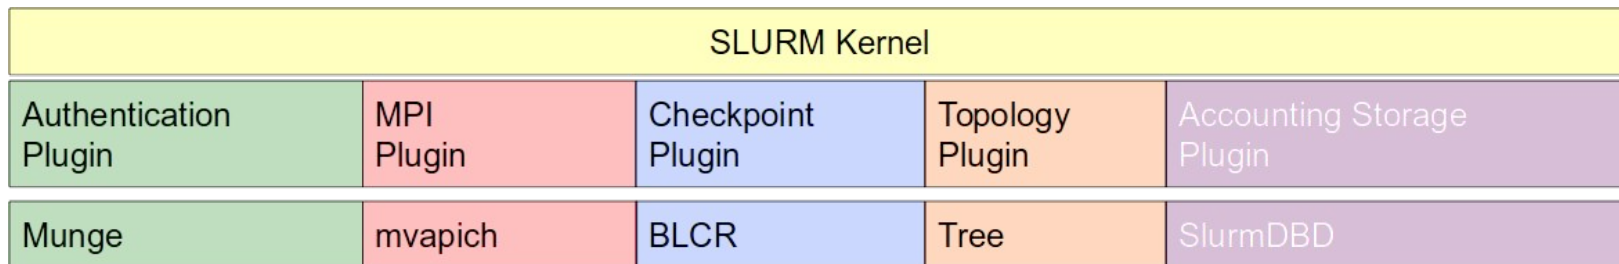 SLURM Kernel
Authentication
Plugin
MPI
Plugin
Checkpoint
Plugin
Topology
Plugin
Accounting Storage
Plugin
Munge
mvapich
BLCR
Tree
SlurmDBD